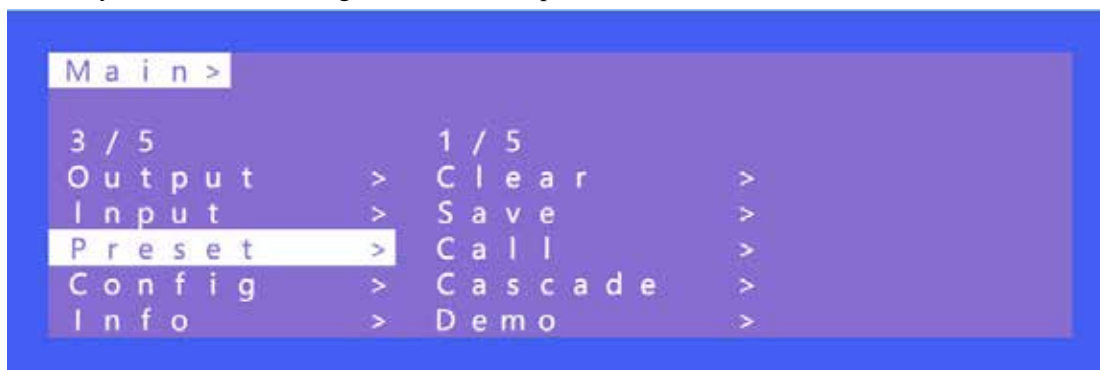 Main>
3/5 1/5
Output > Clear >
Input > Save >
Preset > Call >
Config > Cascade >
Info > Demo >